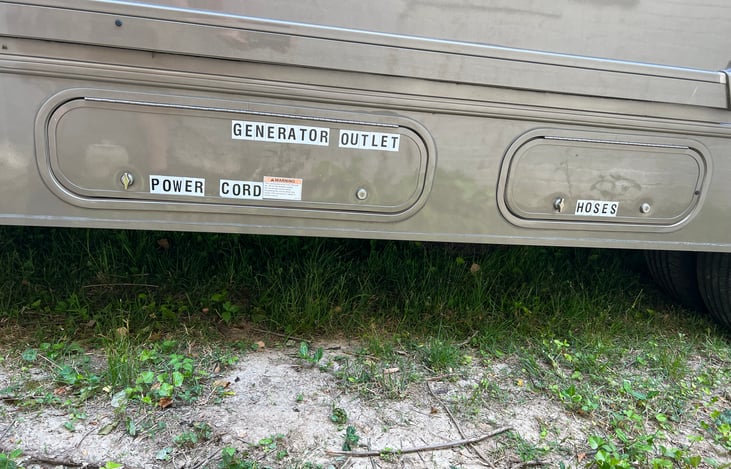 GENERATOR OUTLET
POWER CORD
WARNING
HOSES